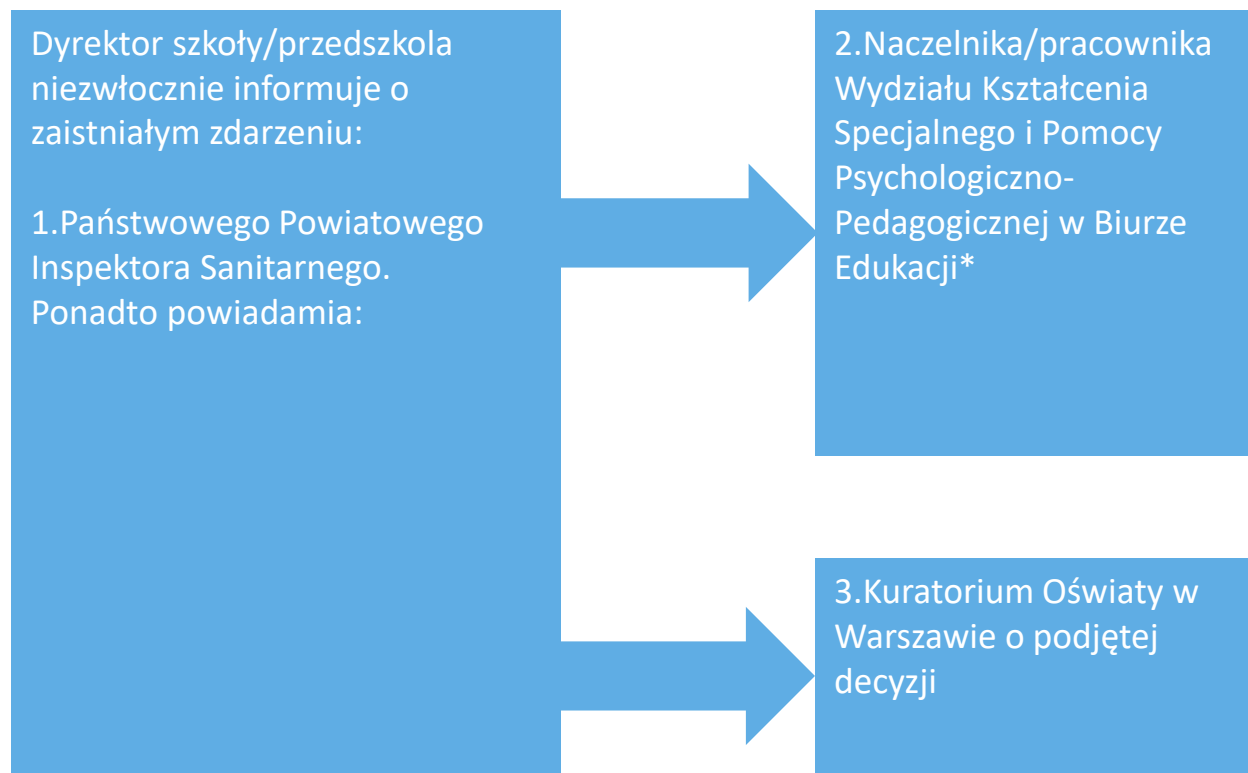 Dyrektor szkoły/przedszkola
niezwłocznie informuje o
zaistniałym zdarzeniu:
1.Państwowego Powiatowego
Inspektora Sanitarnego.
Ponadto powiadamia:
2.Naczelnika/pracownika
Wydziału Kształcenia
Specjalnego i Pomocy
Psychologiczno-
Pedagogicznej w Biurze
Edukacji*
3.Kuratorium Oświaty w
Warszawie o podjętej
decyzji